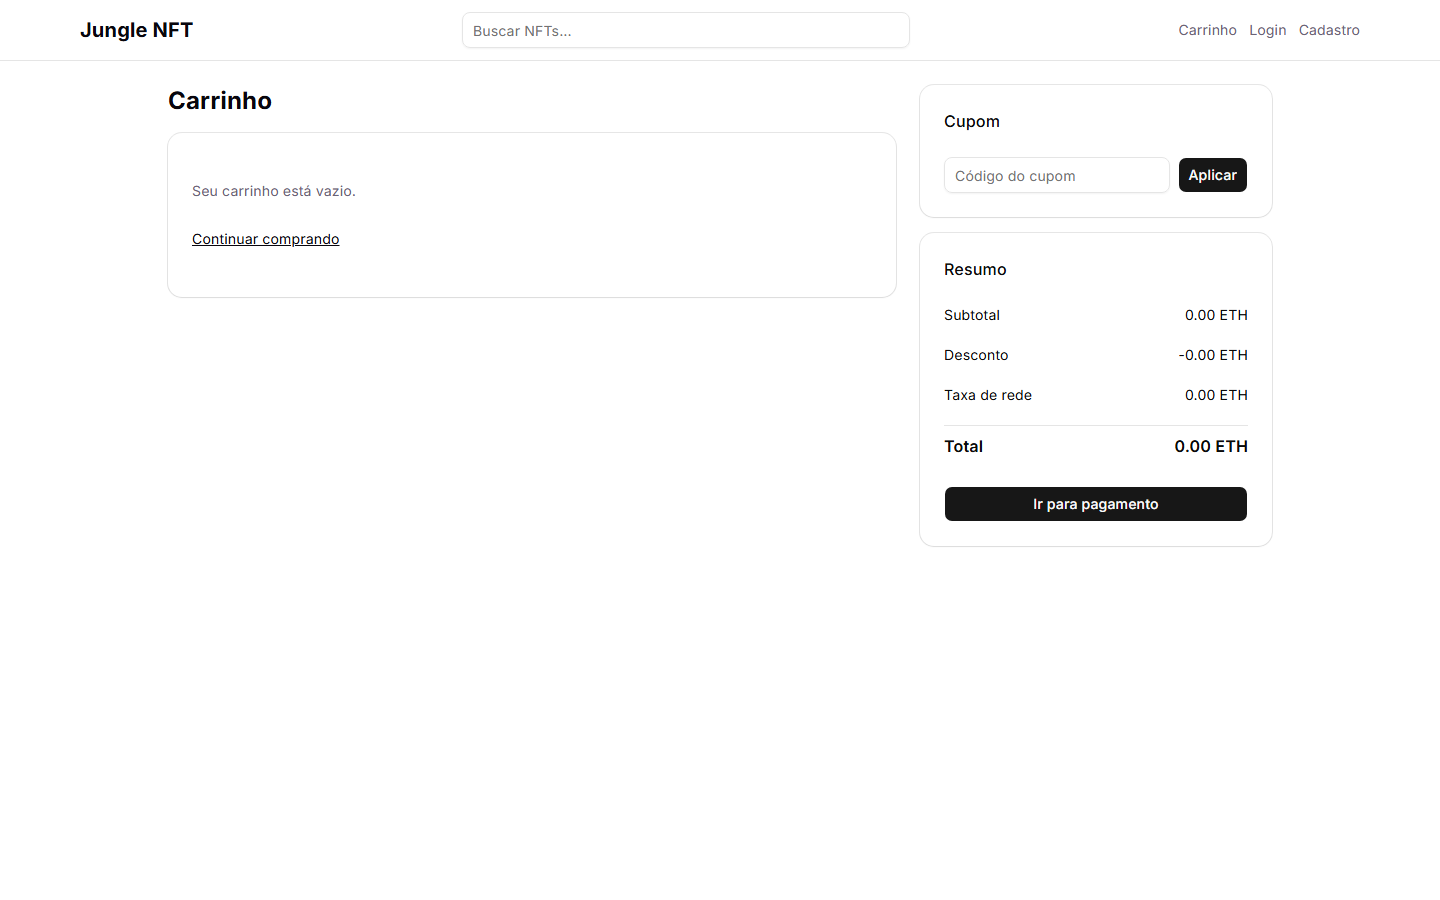 Jungle NFT
Buscar NFTs...
Carrinho Login Cadastro
Carrinho
Seu carrinho está vazio.
Continuar comprando
Cupom
Código do cupom
Aplicar
Resumo
Subtotal 0.00 ETH
Desconto -0.00 ETH
Taxa de rede 0.00 ETH
Total 0.00 ETH
Ir para pagamento